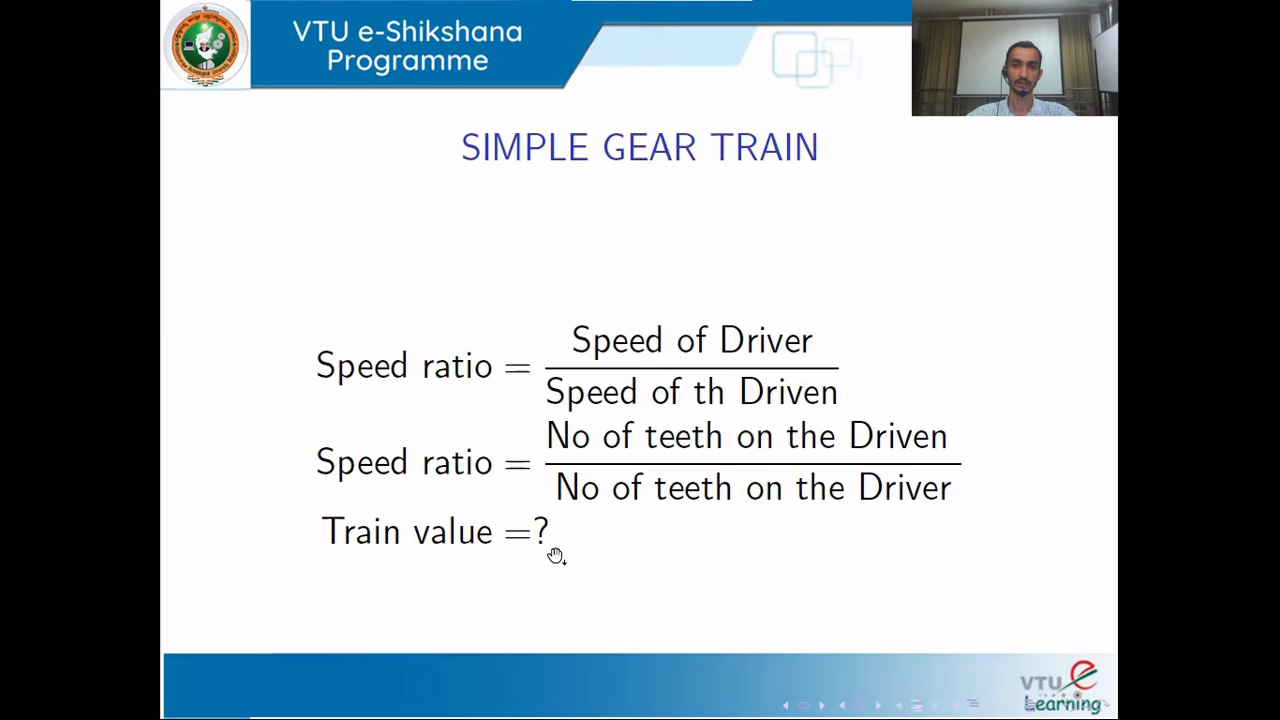 VTU e-Shikshana
Programme
SIMPLE GEAR TRAIN
Speed ratio = Speed of Driver / Speed of th Driven
Speed ratio = No of teeth on the Driven / No of teeth on the Driver
Train value =?
VTU e
Learning